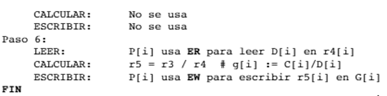 CALCULAR: No se usa
ESCRIBIR: No se usa
Paso 6:
LEER: P[i] usa ER para leer D[i] en r4[i]
CALCULAR: r5 = r3 / r4 # g[i] := C[i]/D[i]
ESCRIBIR: P[i] usa EW para escribir r5[i] en G[i]
FIN